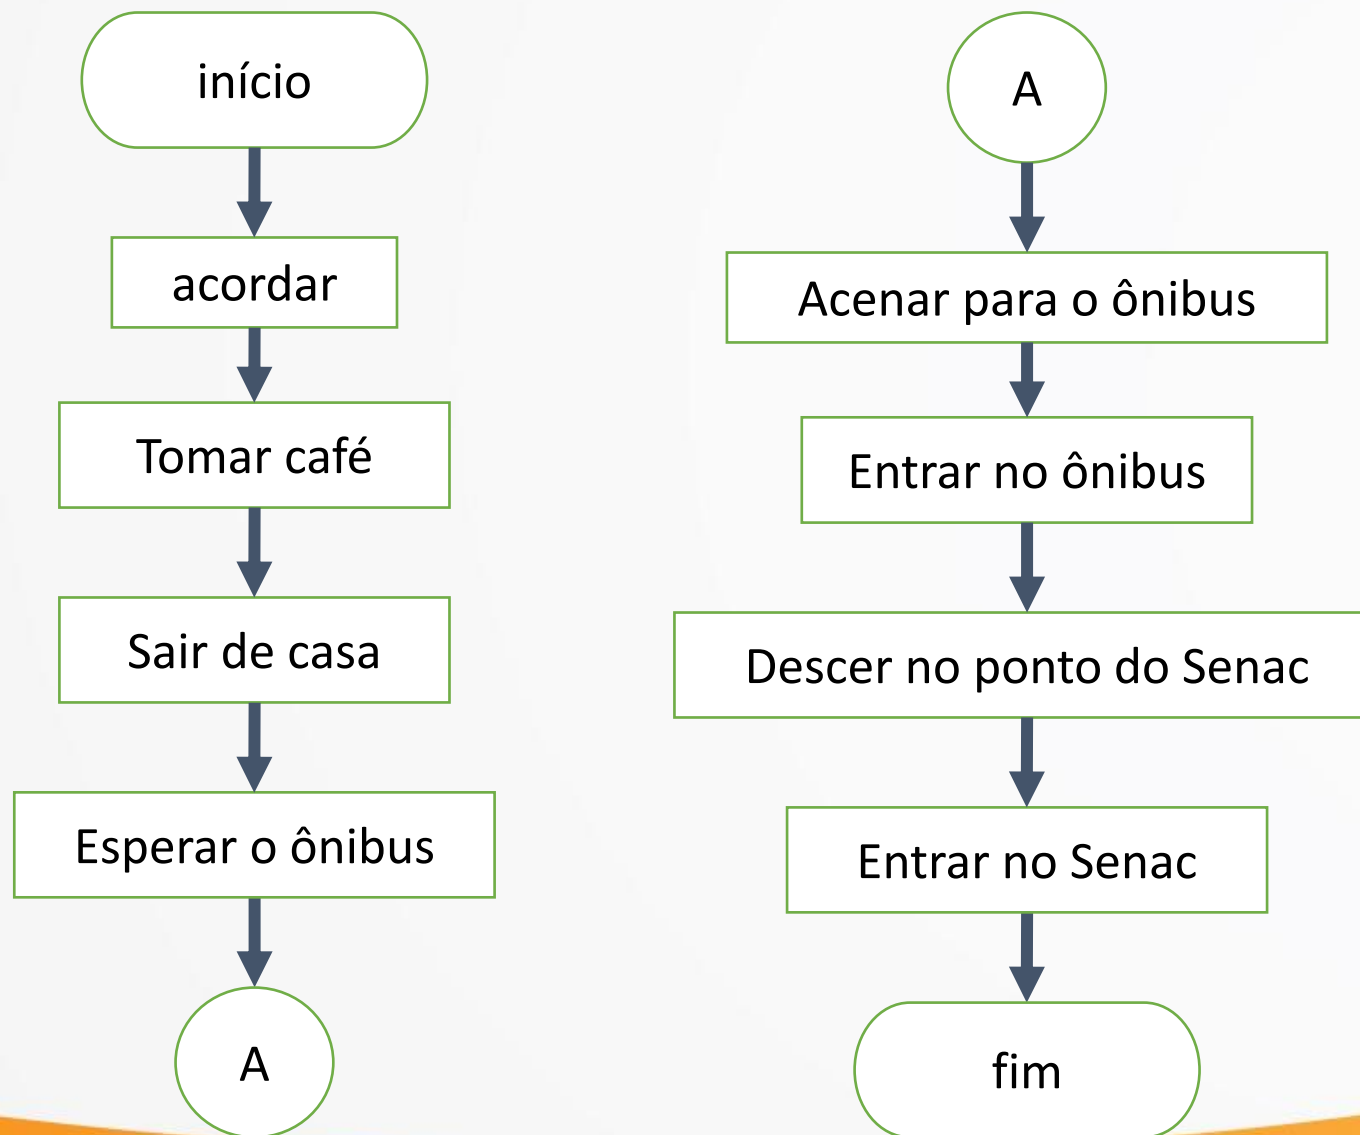 início
acordar
Tomar café
Sair de casa
Esperar o ônibus
A
A
Acenar para o ônibus
Entrar no ônibus
Descer no ponto do Senac
Entrar no Senac
fim